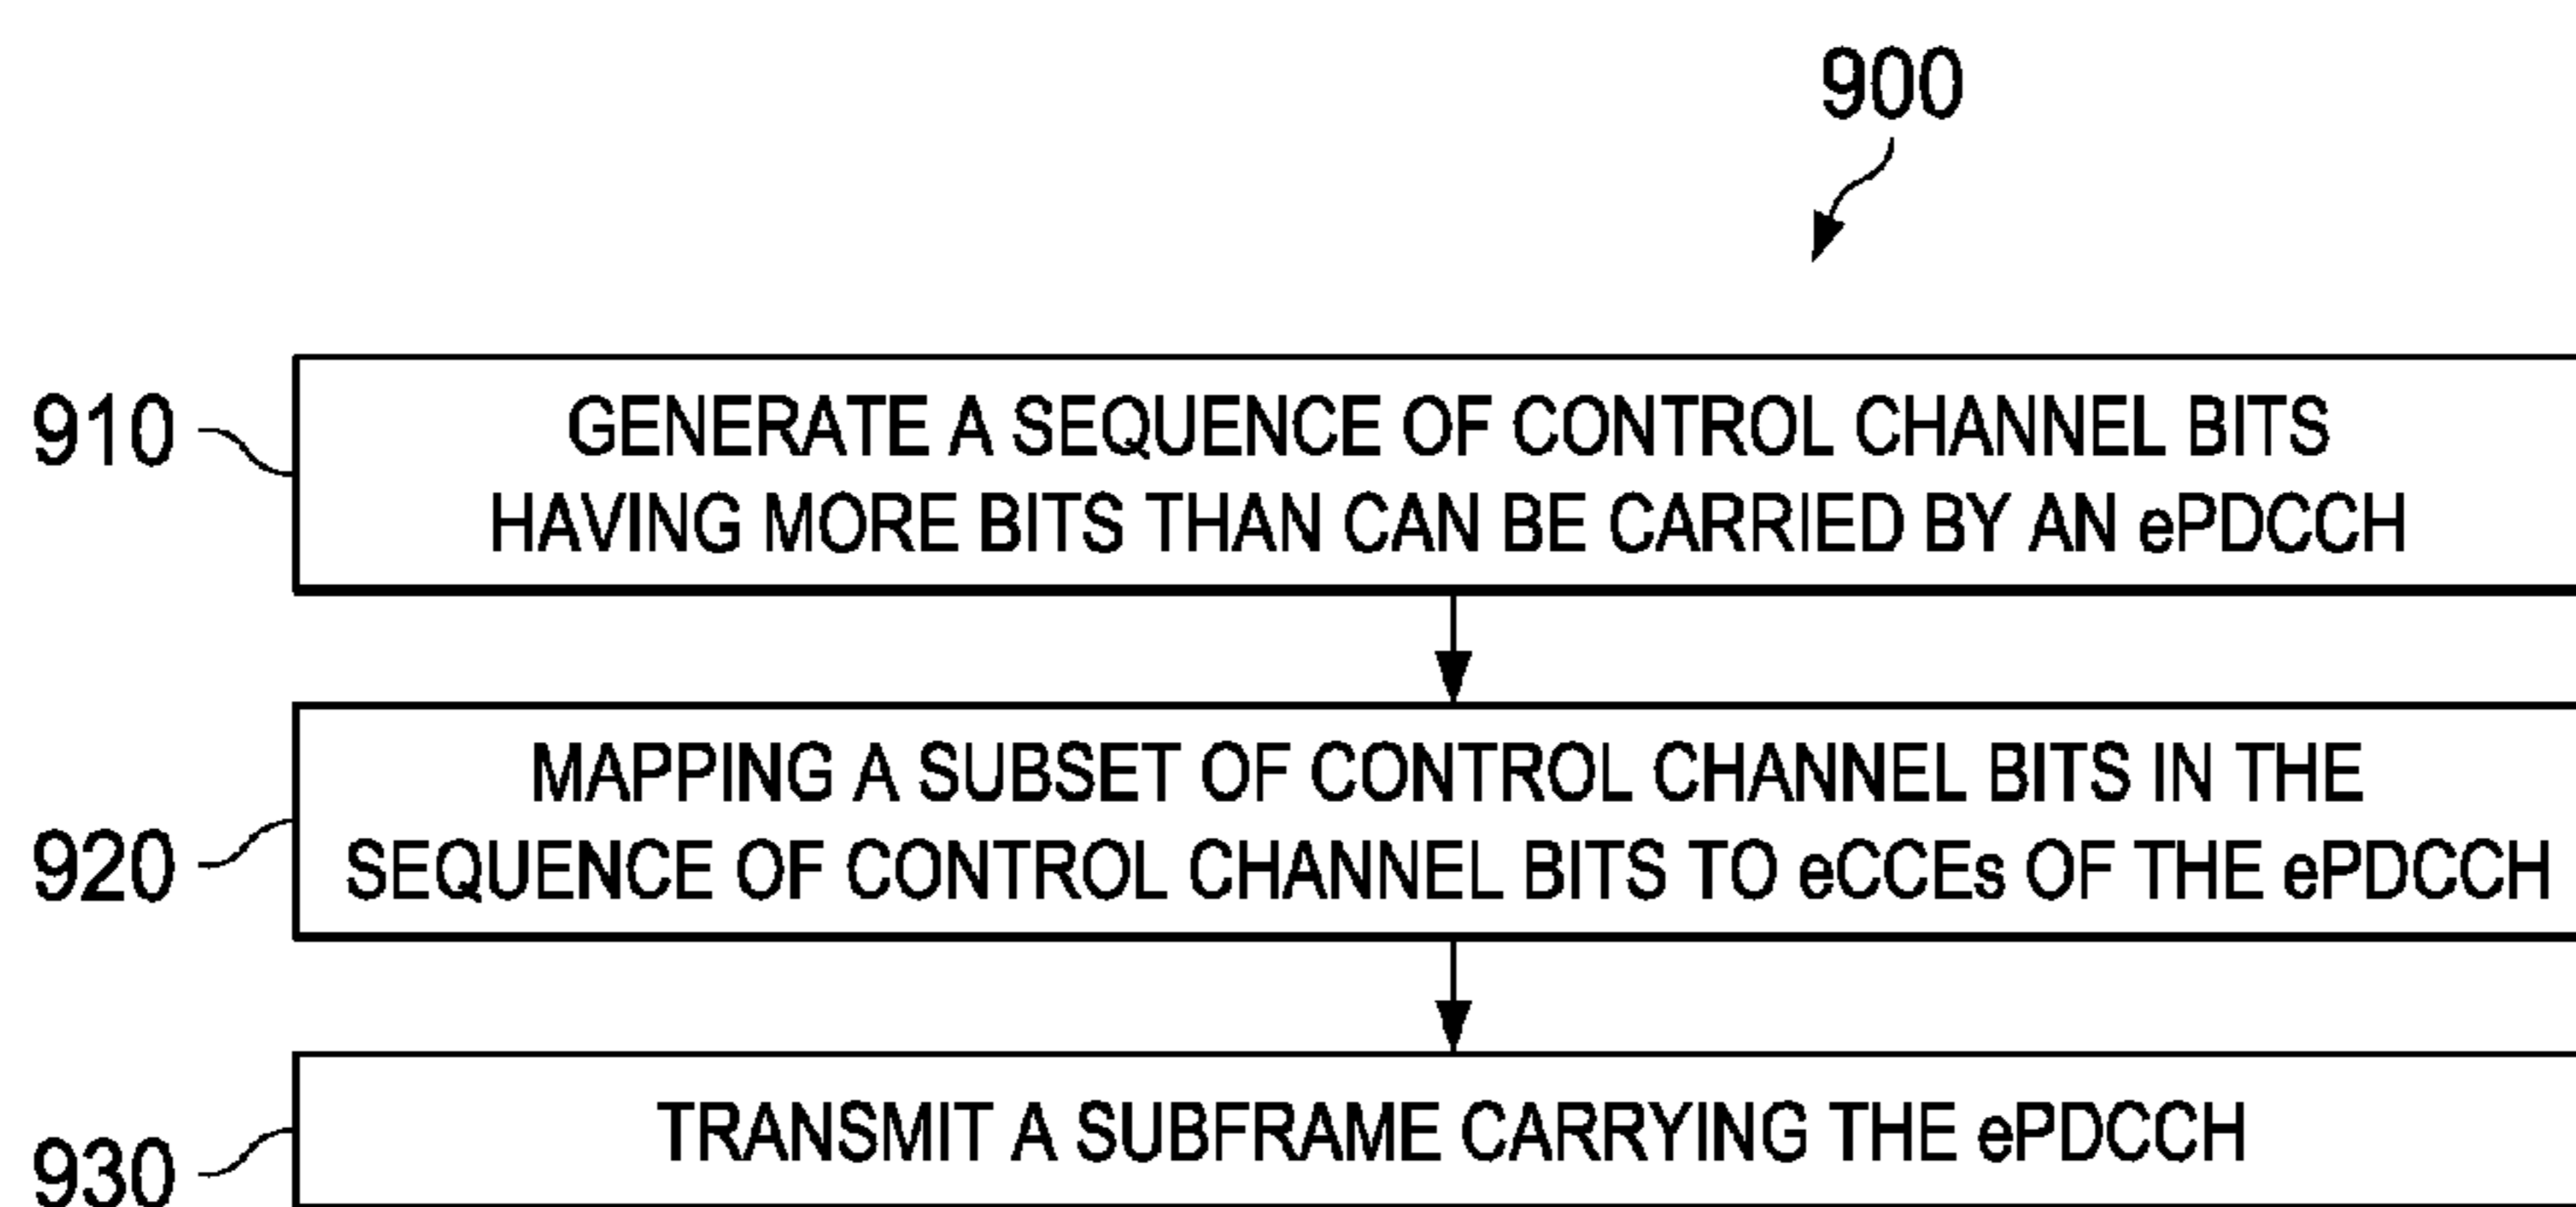 900
910
GENERATE A SEQUENCE OF CONTROL CHANNEL BITS
HAVING MORE BITS THAN CAN BE CARRIED BY AN ePDCCH
920
MAPPING A SUBSET OF CONTROL CHANNEL BITS IN THE
SEQUENCE OF CONTROL CHANNEL BITS TO eCCEs OF THE ePDCCH
930
TRANSMIT A SUBFRAME CARRYING THE ePDCCH